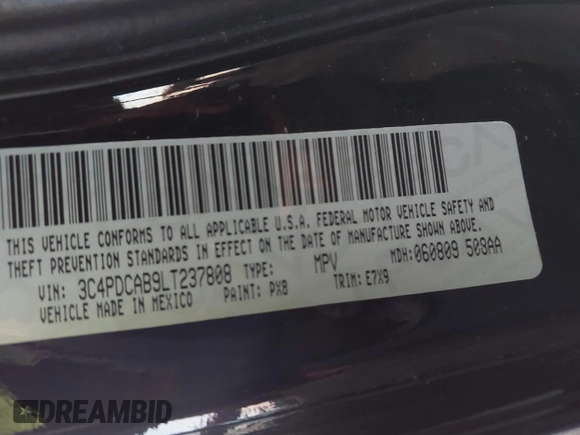 THIS VEHICLE CONFORMS TO ALL APPLICABLE U.S.A. FEDERAL MOTOR VEHICLE SAFETY AND
THEFT PREVENTION STANDARDS IN EFFECT ON THE DATE OF MANUFACTURE SHOWN ABOVE.
VIN: 3C4PDCAB9LT237808 TYPE: MPV MDH: 060809 508AA
VEHICLE MADE IN MEXICO PAINT: PX8 TRIM: E7X9
DREAMBID